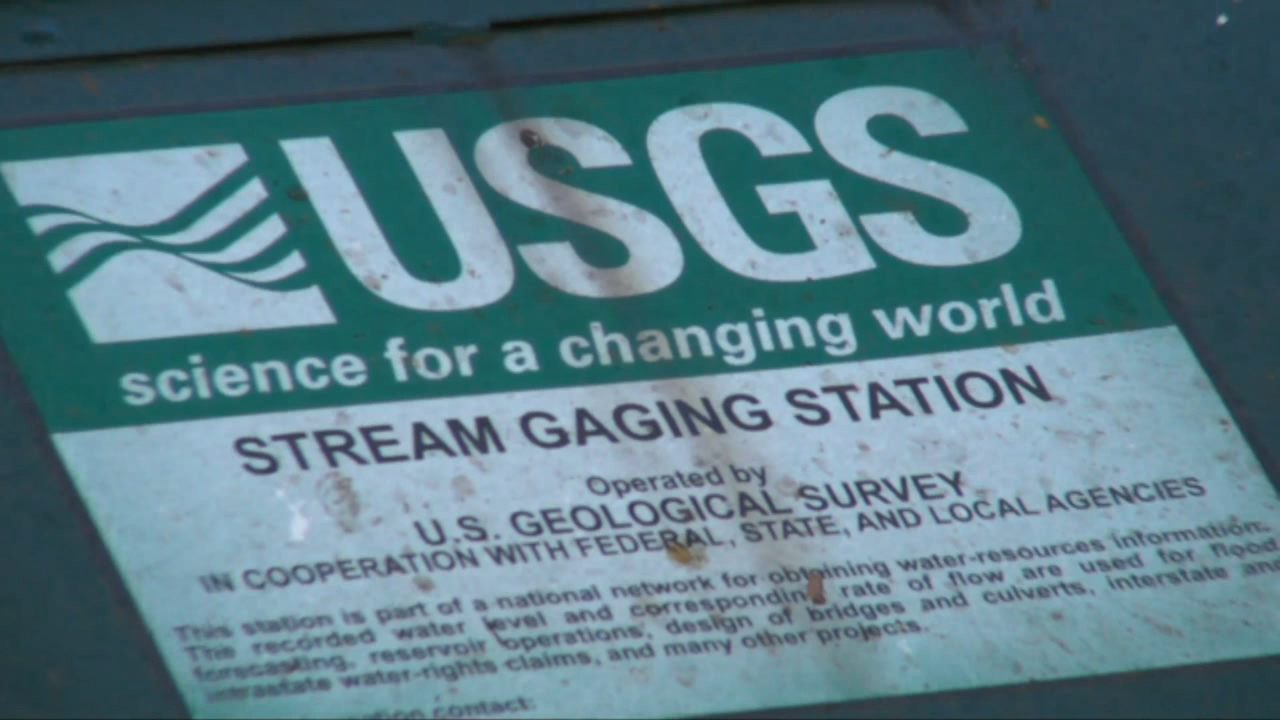 USGS
science for a changing world
STREAM GAGING STATION
Operated by
U.S. GEOLOGICAL SURVEY
IN COOPERATION WITH FEDERAL, STATE, AND LOCAL AGENCIES
This station is part of a national network for obtaining water-resources information.
The recorded water level and corresponding rate of flow are used for flood
forecasting, reservoir operations, design of bridges and culverts, interstate and
intrastate water-rights claims, and many other projects.
contact: